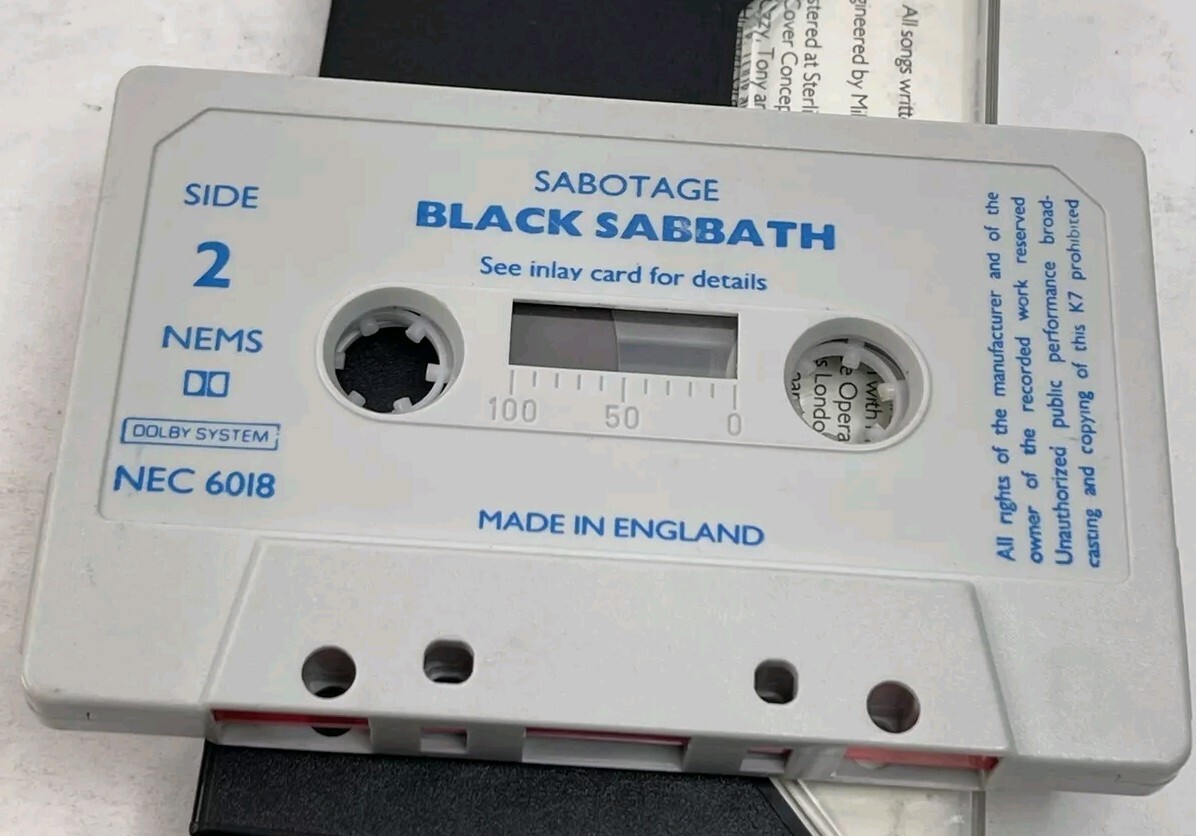 SABOTAGE
BLACK SABBATH
See inlay card for details
SIDE
2
NEMS
DOLBY SYSTEM
NEC 6018
100 50 0
MADE IN ENGLAND
All rights of the manufacturer and of the
owner of the recorded work reserved
Unauthorized public performance broad-
casting and copying of this K7 prohibited
All songs writt
gineered by Mi
stered at Sterli
Cover Concep
zzy, Tony ar
with
e Opera
s Londo